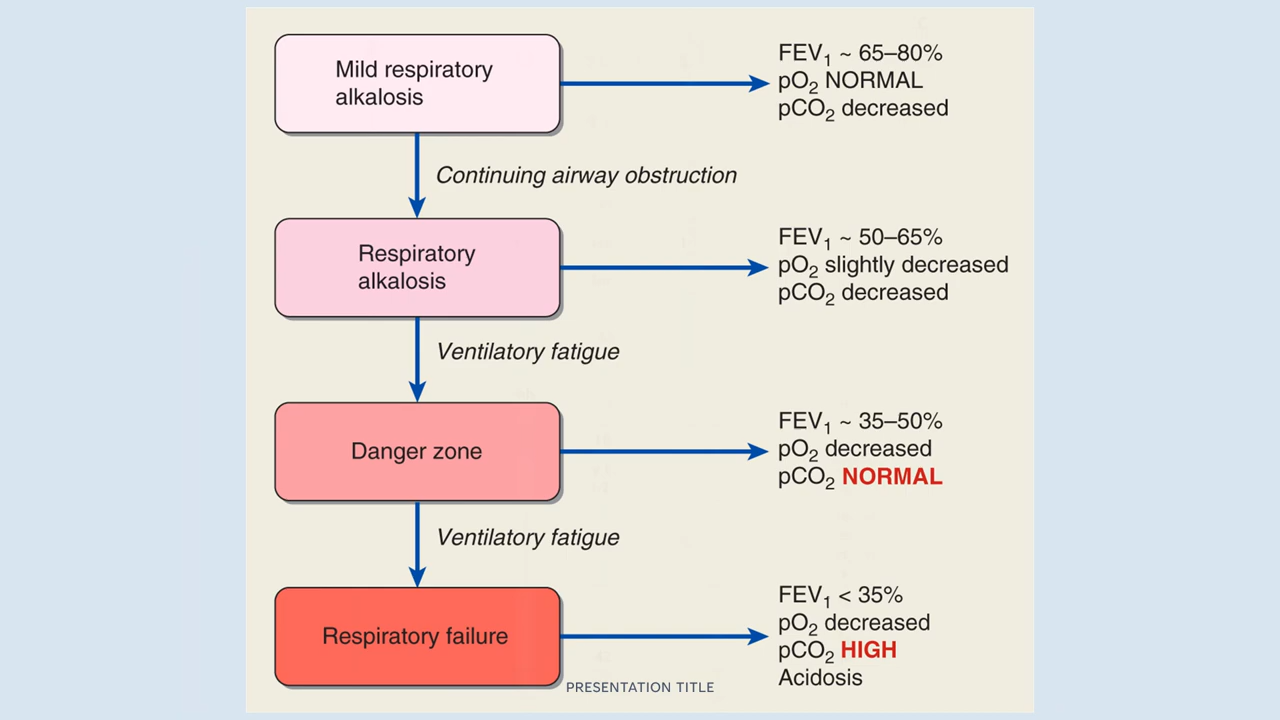 Mild respiratory
alkalosis
FEV1 ~ 65–80%
pO2 NORMAL
pCO2 decreased
Continuing airway obstruction
Respiratory
alkalosis
FEV1 ~ 50–65%
pO2 slightly decreased
pCO2 decreased
Ventilatory fatigue
Danger zone
FEV1 ~ 35–50%
pO2 decreased
pCO2 NORMAL
Ventilatory fatigue
Respiratory failure
FEV1 < 35%
pO2 decreased
pCO2 HIGH
Acidosis
PRESENTATION TITLE